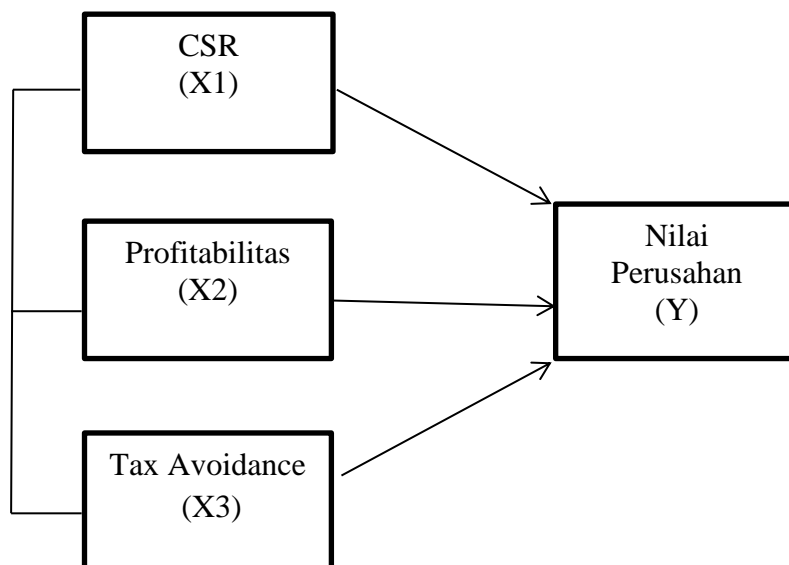 CSR
(X1)
Profitabilitas
(X2)
Tax Avoidance
(X3)
Nilai
Perusahan
(Y)